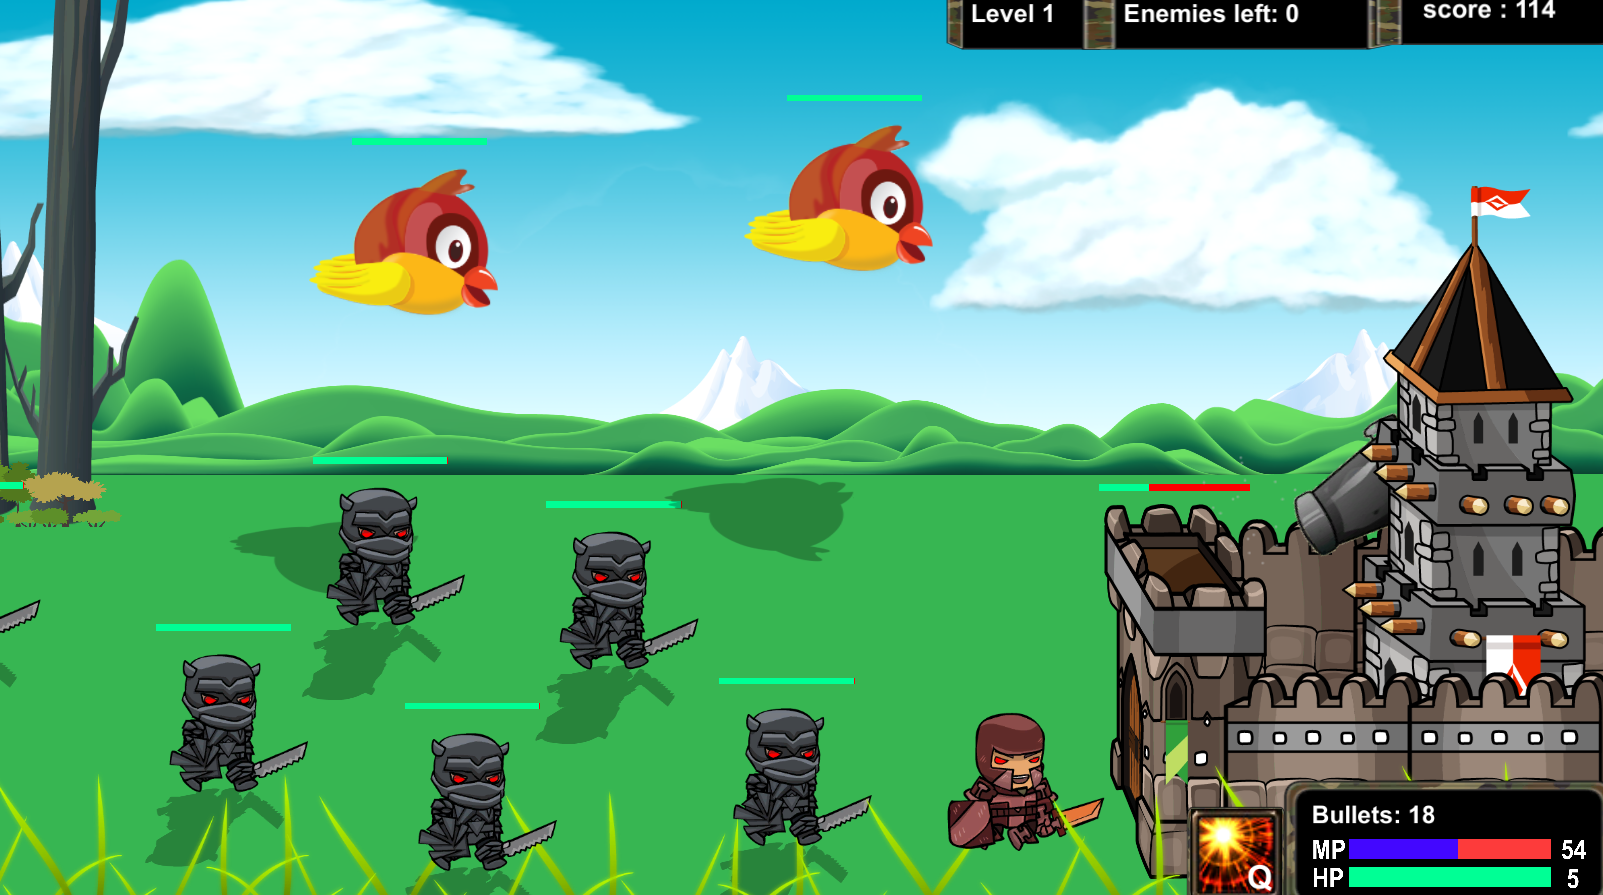 Level 1
Enemies left: 0
score : 114
Bullets: 18
MP 54
HP 5
Q